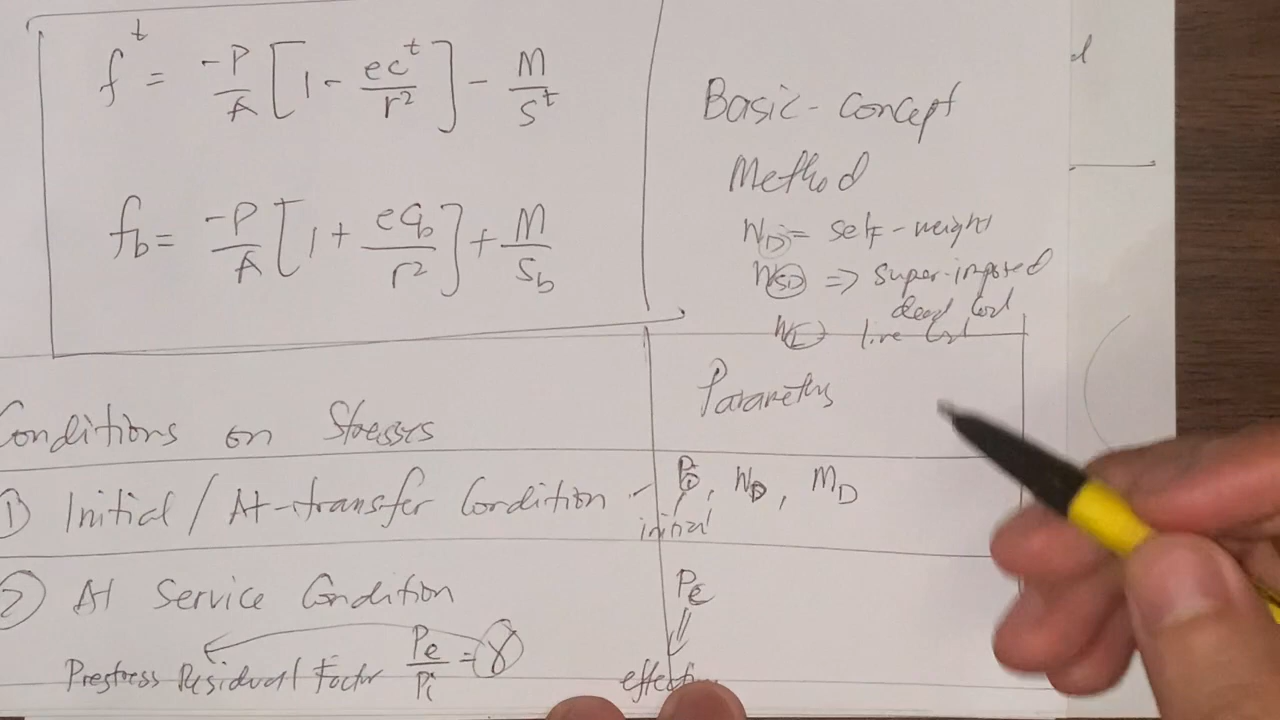 f^t = -P/A [1 - ec^t/r²] - M/S^t
f_b = -P/A [1 + ec_b/r²] + M/S_b
Basic-concept
Method
W_D = self-weight
W_SD => super-imposed
dead load
W_L live load
Conditions on Stresses
Parameters
1) Initial / At-transfer Condition - P_i, W_D, M_D
initial
2) At Service Condition
P_e
Prestress Residual Factor P_e/P_i = γ